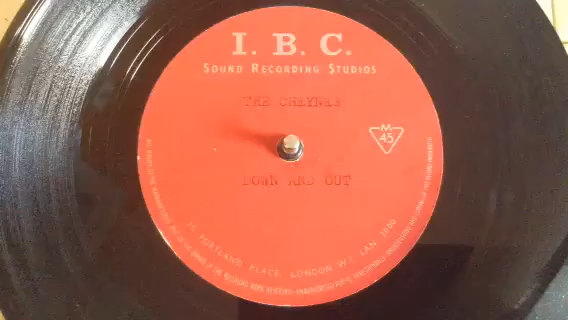 I. B. C.
SOUND RECORDING STUDIOS
THE CHEYNES
M
45
DOWN AND OUT
35 PORTLAND PLACE, LONDON W.1. LAN. 2000